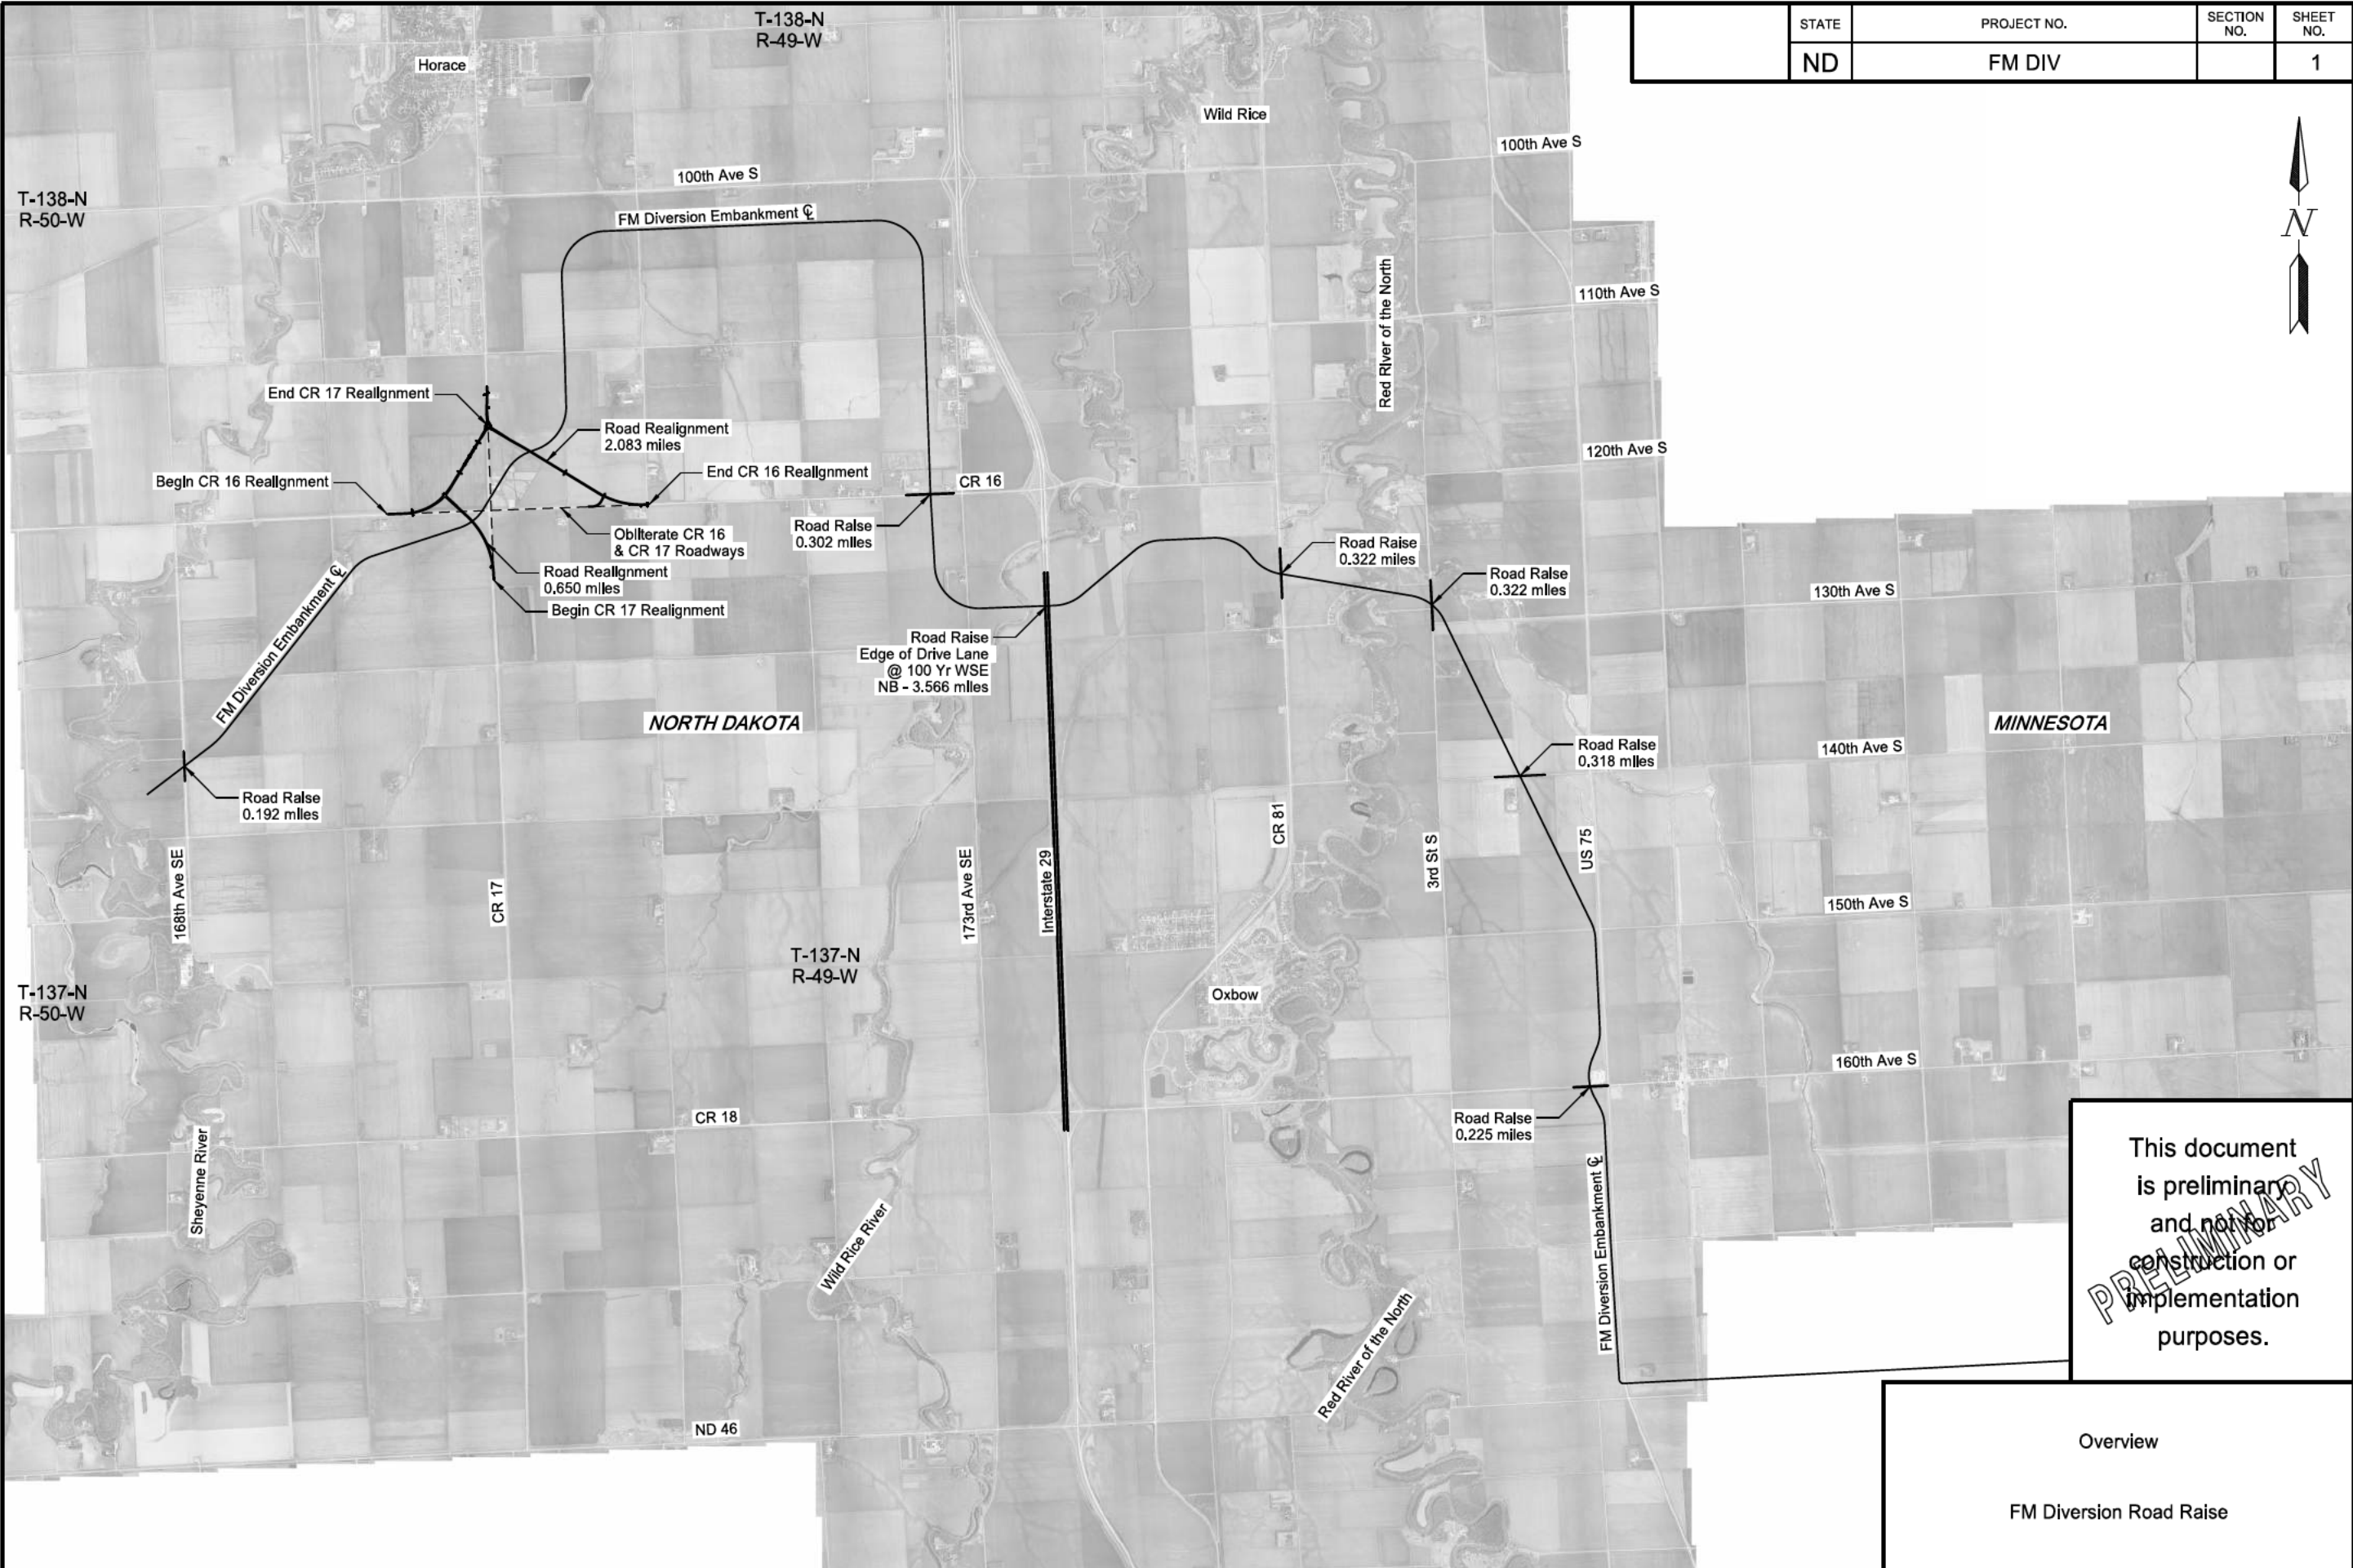 T-138-N
R-49-W
STATE
PROJECT NO.
SECTION
NO.
SHEET
NO.
ND
FM DIV
1
Horace
Wild Rice
100th Ave S
100th Ave S
T-138-N
R-50-W
FM Diversion Embankment ℄
N
Red River of the North
110th Ave S
End CR 17 Realignment
Road Realignment
2.083 miles
120th Ave S
Begin CR 16 Realignment
End CR 16 Realignment
CR 16
Road Raise
0.302 miles
Obliterate CR 16
& CR 17 Roadways
Road Raise
0.322 miles
Road Realignment
0.650 miles
Road Raise
0.322 miles
130th Ave S
FM Diversion Embankment ℄
Begin CR 17 Realignment
Road Raise
Edge of Drive Lane
@ 100 Yr WSE
NB - 3.566 miles
NORTH DAKOTA
MINNESOTA
Road Raise
0.318 miles
140th Ave S
Road Raise
0.192 miles
CR 81
3rd St S
US 75
168th Ave SE
CR 17
173rd Ave SE
Interstate 29
150th Ave S
T-137-N
R-49-W
T-137-N
R-50-W
Oxbow
160th Ave S
CR 18
Road Raise
0.225 miles
Sheyenne River
Wild Rice River
FM Diversion Embankment ℄
Red River of the North
This document
is preliminary
and not for
construction or
implementation
purposes.
PRELIMINARY
ND 46
Overview
FM Diversion Road Raise